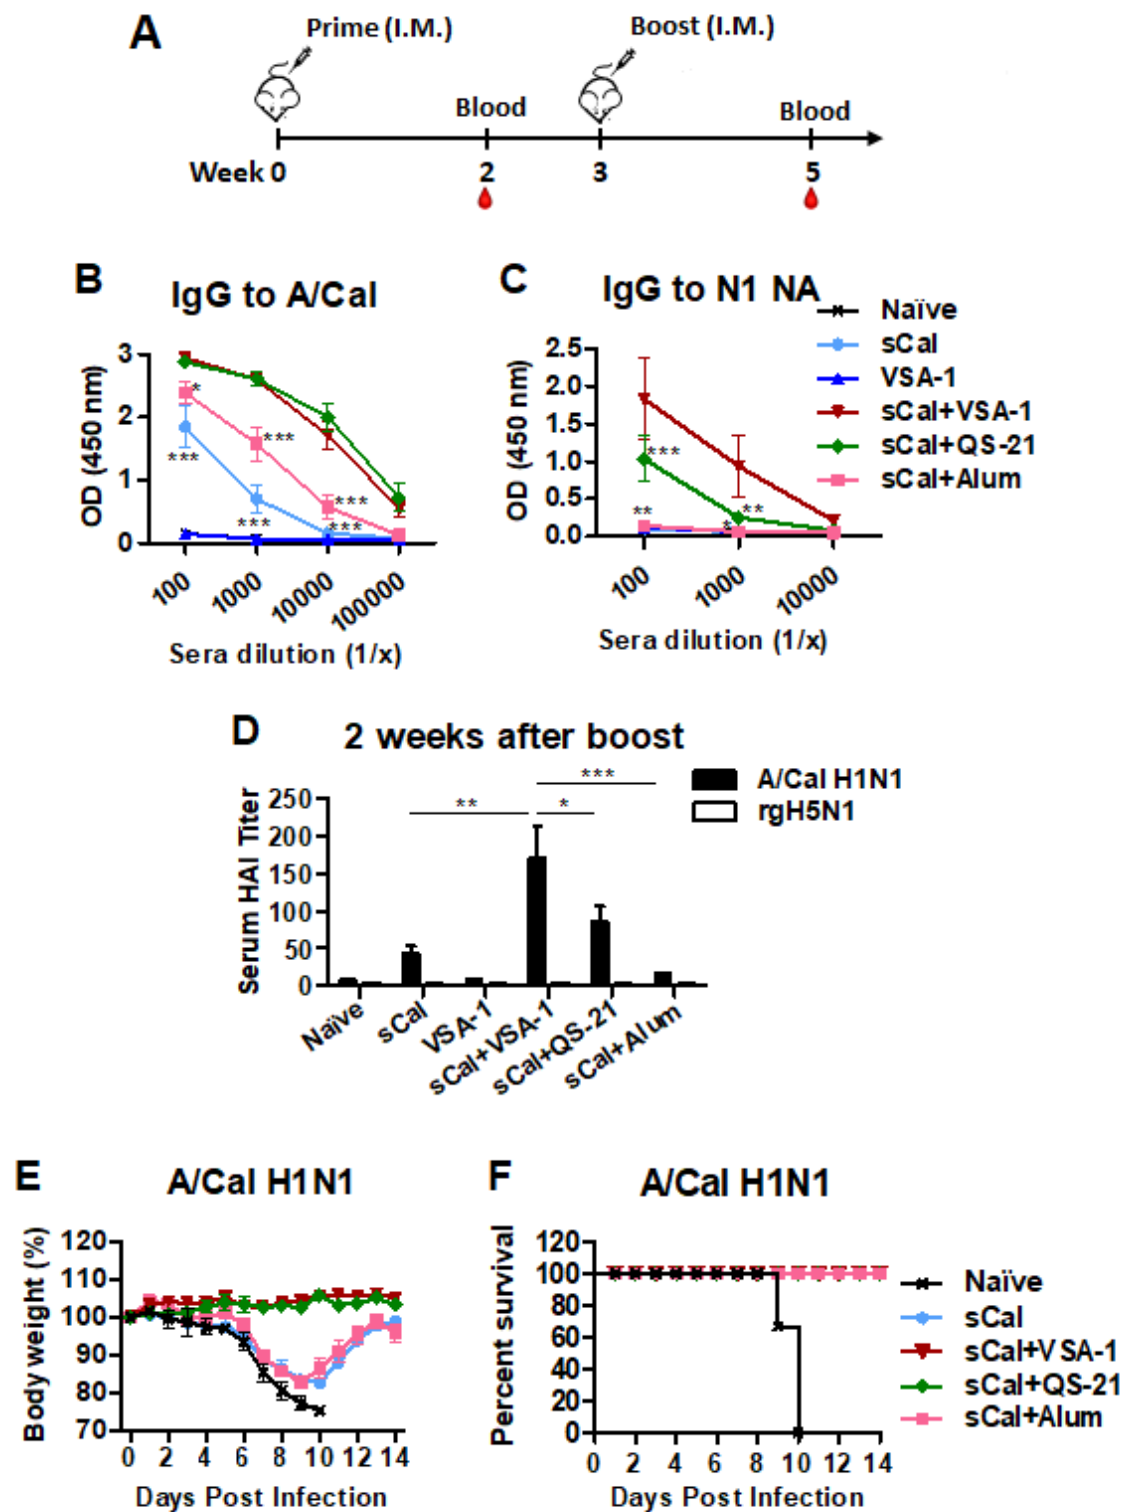 A
Prime (I.M.)
Boost (I.M.)
Blood
Blood
Week 0
2
3
5
B
IgG to A/Cal
OD (450 nm)
3
2
1
0
*
***
***
***
***
***
100
1000
10000
100000
Sera dilution (1/x)
C
IgG to N1 NA
OD (450 nm)
2.5
2.0
1.5
1.0
0.5
0.0
***
**
**
*
100
1000
10000
Sera dilution (1/x)
Naïve
sCal
VSA-1
sCal+VSA-1
sCal+QS-21
sCal+Alum
D
2 weeks after boost
Serum HAI Titer
250
200
150
100
50
0
***
**
*
A/Cal H1N1
rgH5N1
Naïve
sCal
VSA-1
sCal+VSA-1
sCal+QS-21
sCal+Alum
E
A/Cal H1N1
Body weight (%)
120
110
100
90
80
70
0 2 4 6 8 10 12 14
Days Post Infection
F
A/Cal H1N1
Percent survival
120
100
80
60
40
20
0
0 2 4 6 8 10 12 14
Days Post Infection
Naïve
sCal
sCal+VSA-1
sCal+QS-21
sCal+Alum